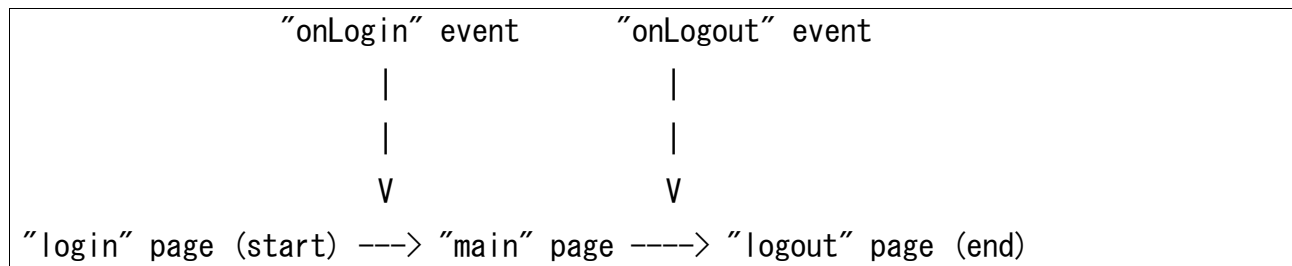 "onLogin" event "onLogout" event
| |
| |
V V
"login" page (start) ---> "main" page ----> "logout" page (end)